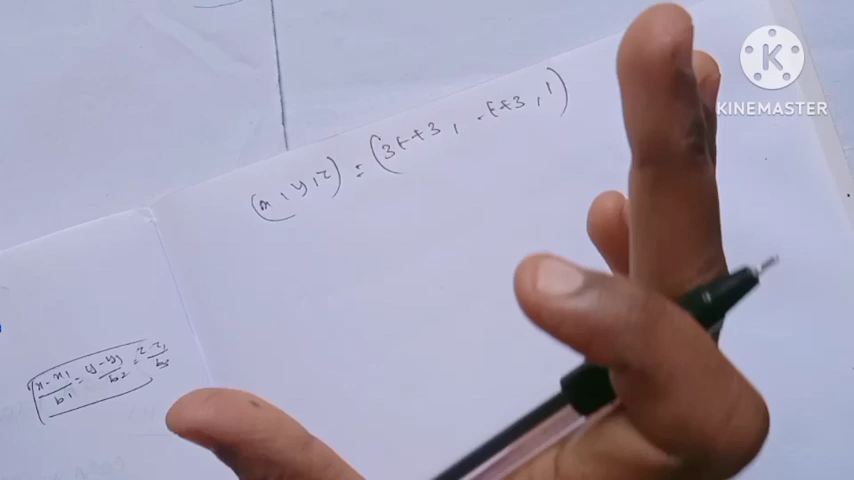 (x, y, z) = (3t+3, -t+3, 1)
x-x1/b1 = y-y1/b2 = z-z1/b3
K
KINEMASTER